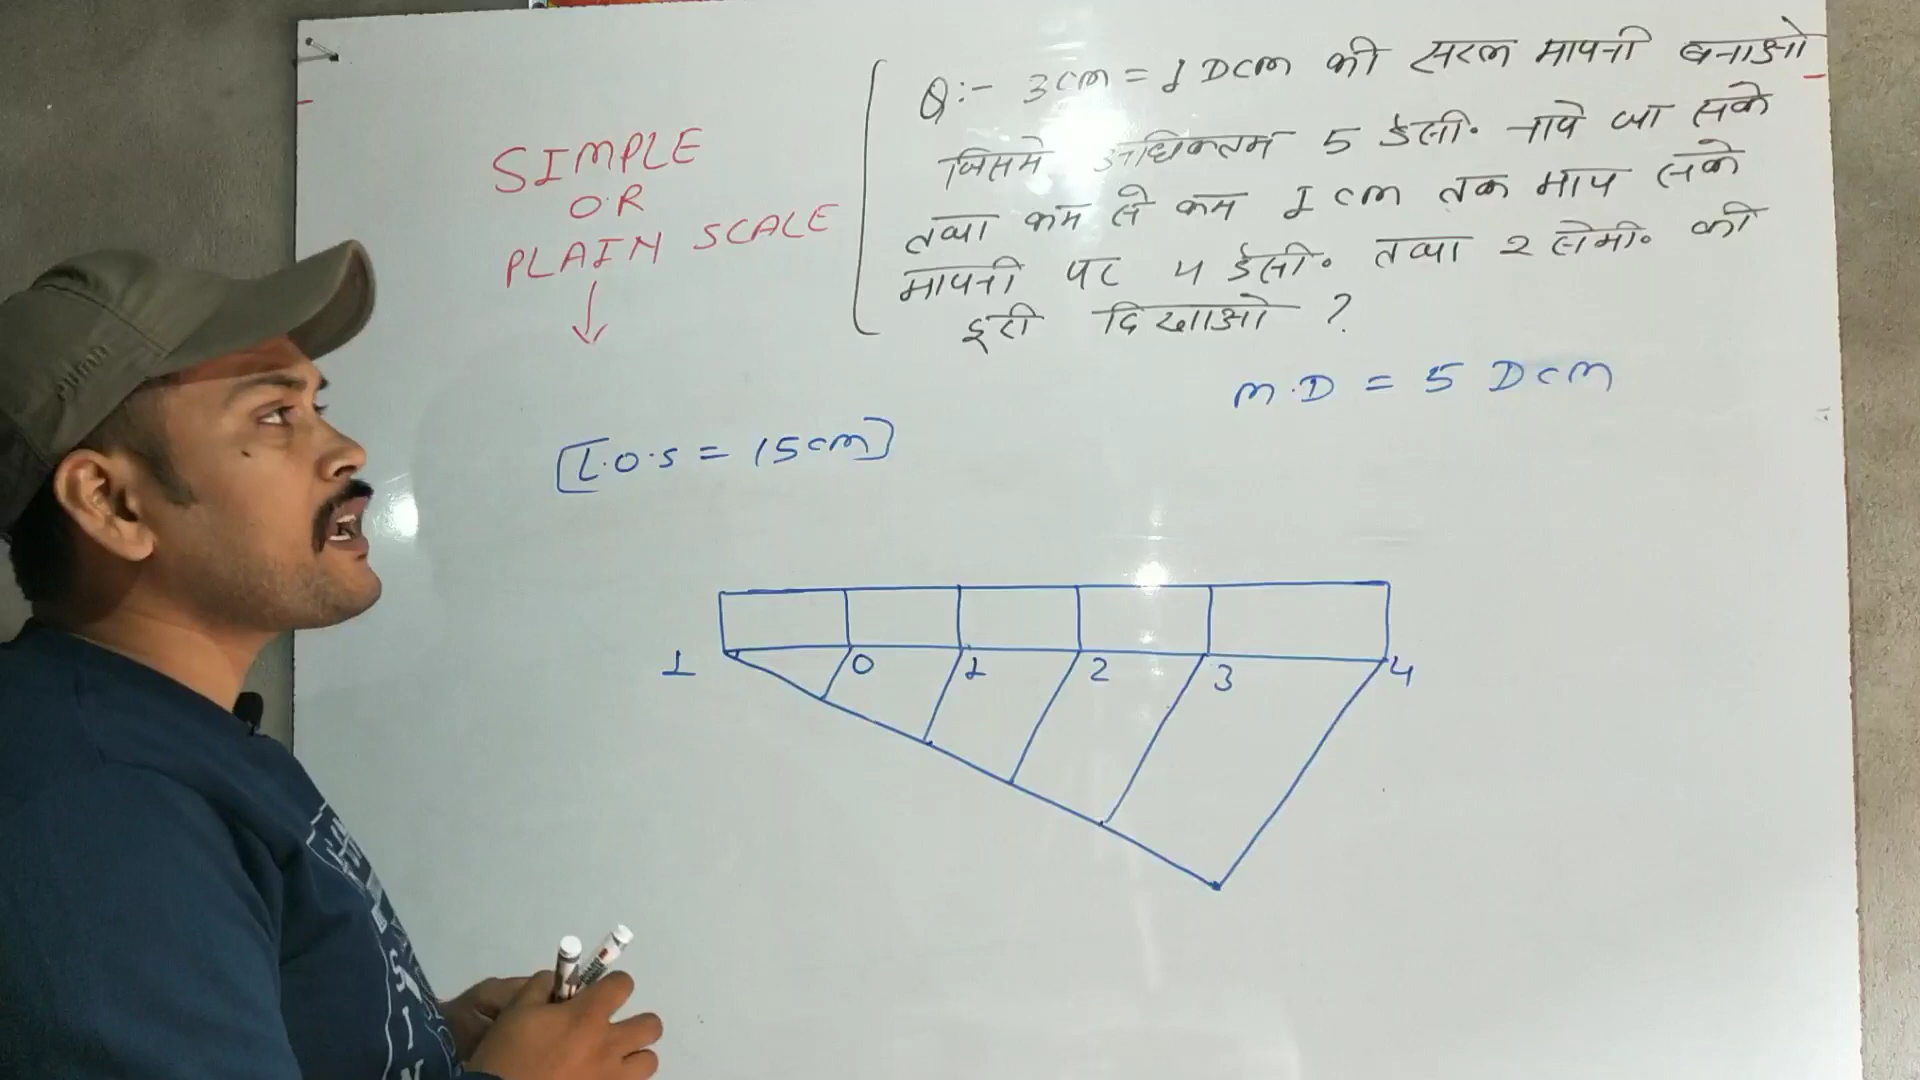 SIMPLE
OR
PLAIN SCALE
Q:- 3cm = 1 Dcm की सरल मापनी बनाओ
जिसमे अधिकतम 5 डेसी. नापे जा सके
तथा कम से कम 1 cm तक माप सके
मापनी पर 4 डेसी. तथा 2 सेमी. की
दूरी दिखाओ ?
M.D = 5 Dcm
[L.O.S = 15cm]
1 0 1 2 3 4